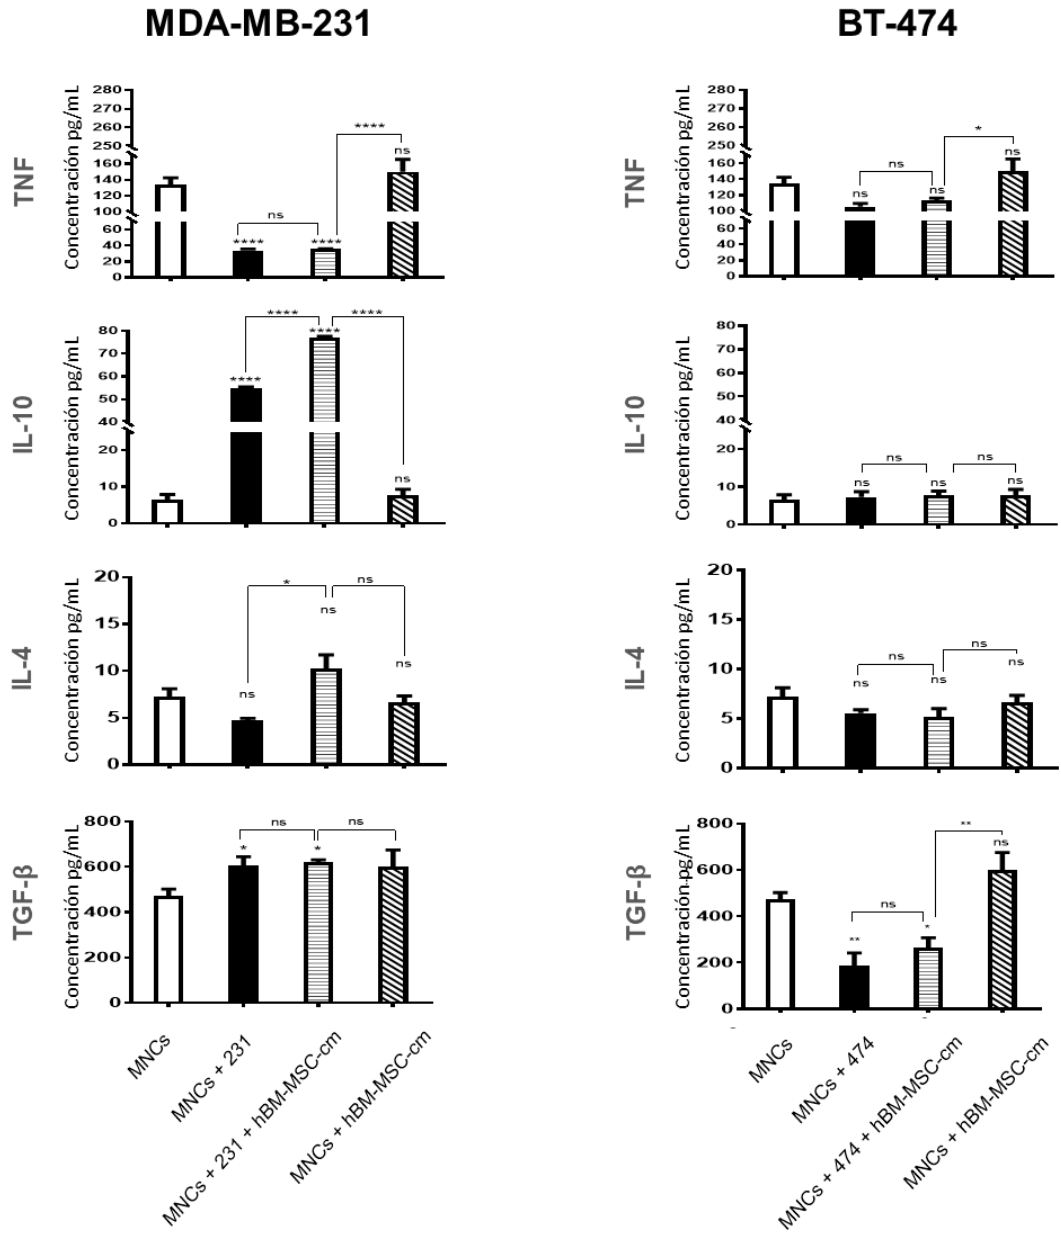 MDA-MB-231
BT-474
TNF
Concentración pg/mL
280
270
260
250
160
140
120
100
80
60
40
20
0
****
ns
ns
****
****
TNF
Concentración pg/mL
280
270
260
250
160
140
120
100
80
60
40
20
0
*
ns
ns
ns
ns
IL-10
Concentración pg/mL
80
70
60
50
40
20
10
0
**** ****
****
****
ns
IL-10
Concentración pg/mL
80
70
60
50
40
20
10
0
ns ns
ns ns ns
IL-4
Concentración pg/mL
20
15
10
5
0
* ns
ns
ns
ns
IL-4
Concentración pg/mL
20
15
10
5
0
ns ns
ns ns ns
TGF-β
Concentración pg/mL
800
600
400
200
0
ns ns
* *
TGF-β
Concentración pg/mL
800
600
400
200
0
**
ns
ns
** *
MNCs
MNCs + 231
MNCs + 231 + hBM-MSC-cm
MNCs + hBM-MSC-cm
MNCs
MNCs + 474
MNCs + 474 + hBM-MSC-cm
MNCs + hBM-MSC-cm